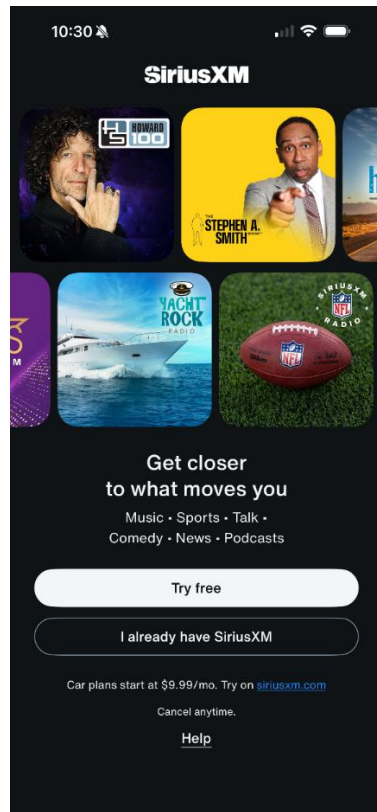 10:30
SiriusXM
HOWARD
100
THE
STEPHEN A.
SMITH
YACHT
ROCK
RADIO
SIRIUSXM
NFL
RADIO
NFL
Get closer
to what moves you
Music • Sports • Talk •
Comedy • News • Podcasts
Try free
I already have SiriusXM
Car plans start at $9.99/mo. Try on siriusxm.com
Cancel anytime.
Help